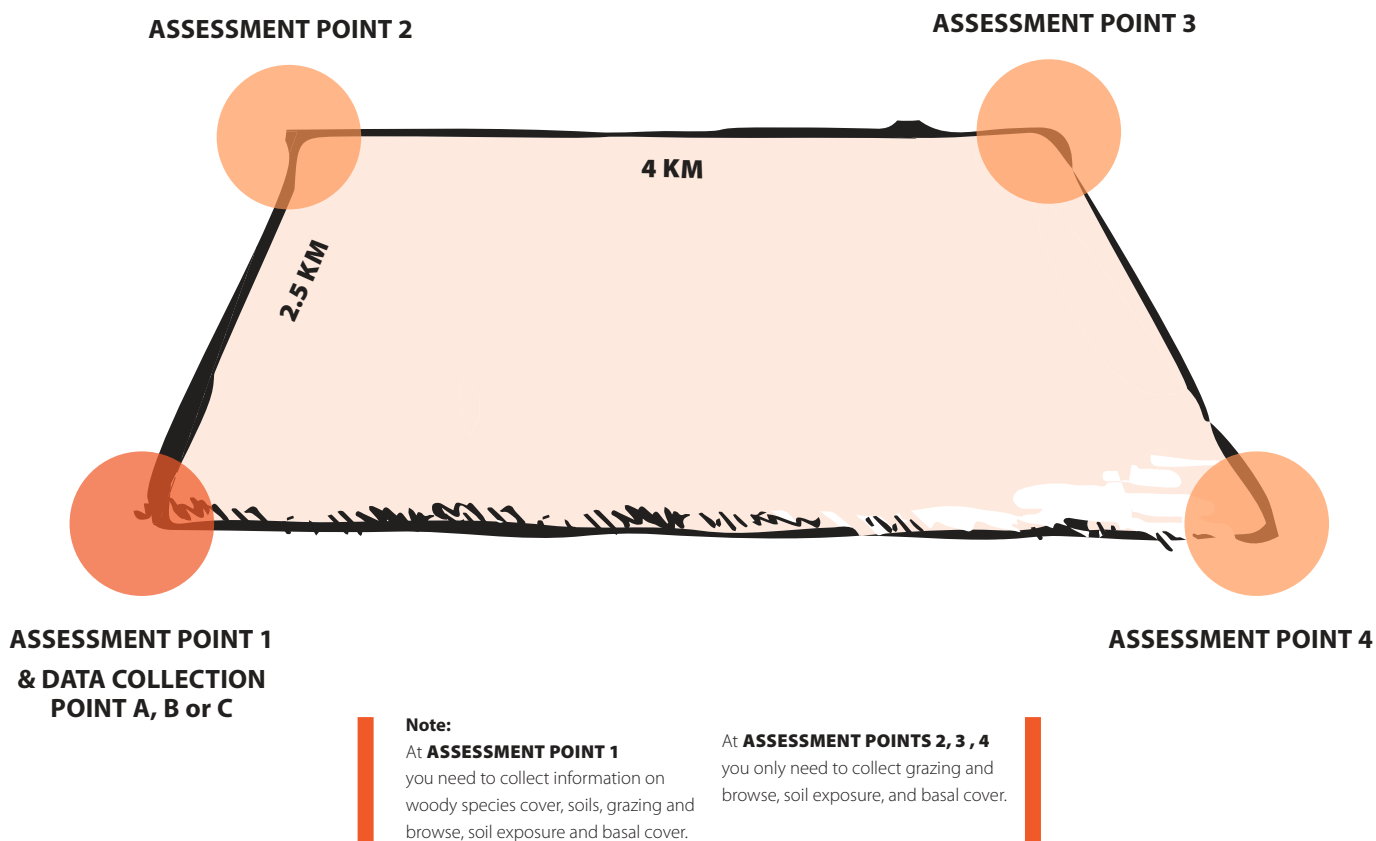 ASSESSMENT POINT 2
ASSESSMENT POINT 3
4 KM
2.5 KM
ASSESSMENT POINT 1
& DATA COLLECTION
POINT A, B or C
ASSESSMENT POINT 4
Note:
At ASSESSMENT POINT 1
you need to collect information on
woody species cover, soils, grazing and
browse, soil exposure and basal cover.
At ASSESSMENT POINTS 2, 3 , 4
you only need to collect grazing and
browse, soil exposure, and basal cover.